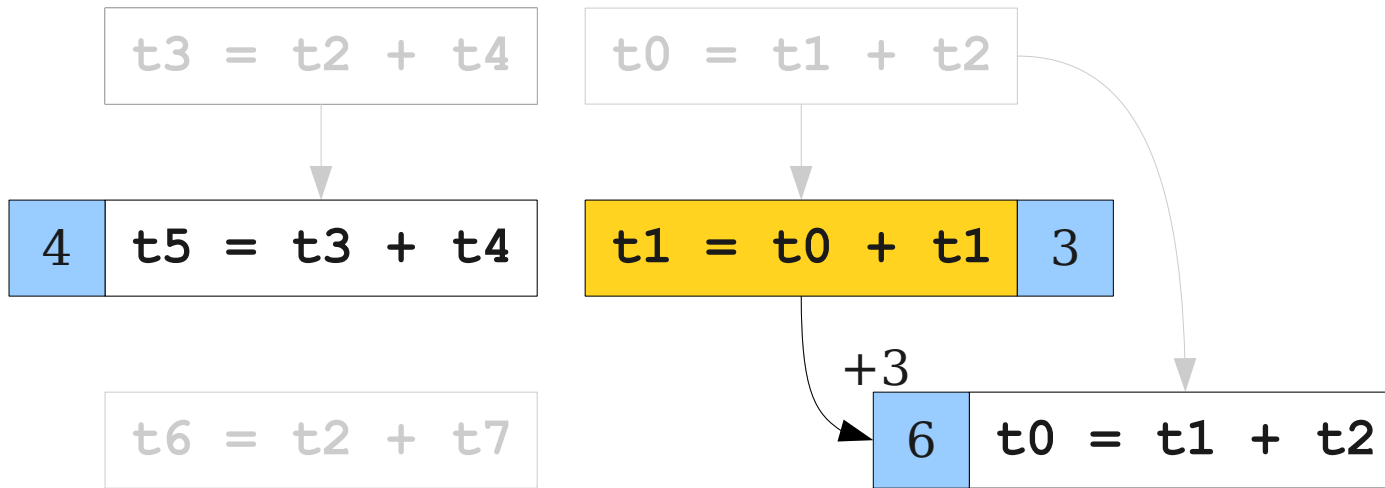 t3 = t2 + t4
t0 = t1 + t2
4 t5 = t3 + t4
t1 = t0 + t1 3
+3
t6 = t2 + t7
6 t0 = t1 + t2